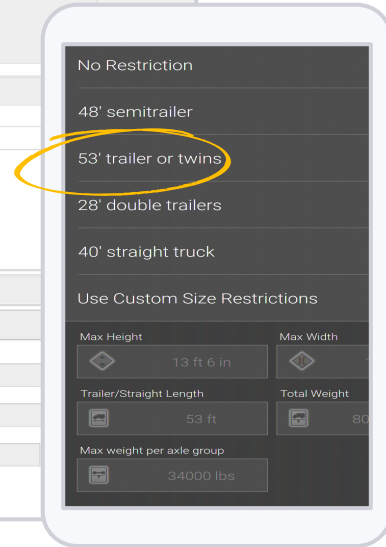 No Restriction
48' semitrailer
53' trailer or twins
28' double trailers
40' straight truck
Use Custom Size Restrictions
Max Height Max Width
13 ft 6 in
Trailer/Straight Length Total Weight
53 ft 80
Max weight per axle group
34000 lbs